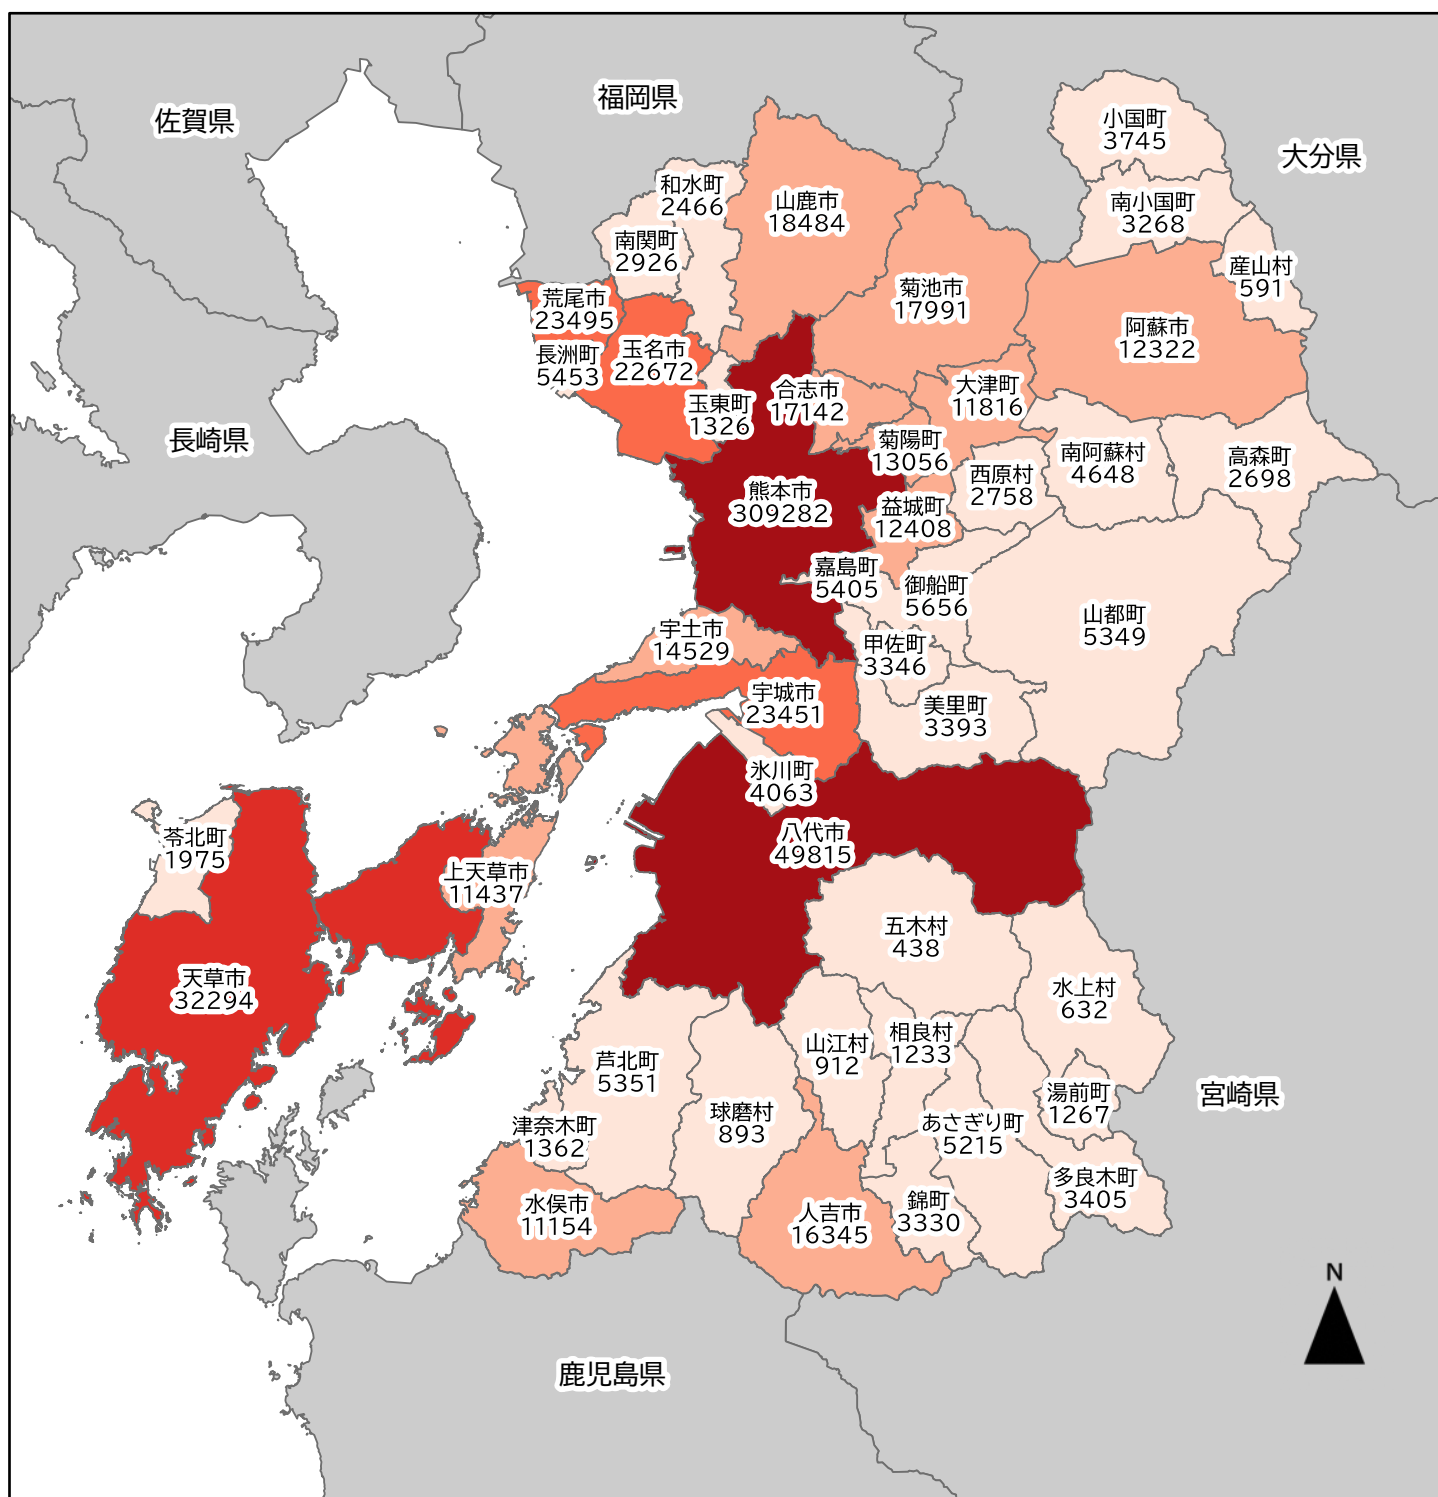 福岡県
佐賀県
小国町
3745
大分県
和水町
2466
山鹿市
18484
南小国町
3268
南関町
2926
産山村
591
菊池市
17991
荒尾市
23495
阿蘇市
12322
長洲町
5453
玉名市
22672
玉東町
1326
合志市
17142
大津町
11816
長崎県
菊陽町
13056
南阿蘇村
4648
高森町
2698
西原村
2758
熊本市
309282
益城町
12408
嘉島町
5405
御船町
5656
山都町
5349
宇土市
14529
甲佐町
3346
宇城市
23451
美里町
3393
氷川町
4063
苓北町
1975
八代市
49815
上天草市
11437
五木村
438
天草市
32294
水上村
632
相良村
1233
山江村
912
芦北町
5351
湯前町
1267
宮崎県
球磨村
893
津奈木町
1362
あさぎり町
5215
多良木町
3405
水俣市
11154
人吉市
16345
錦町
3330
N
鹿児島県